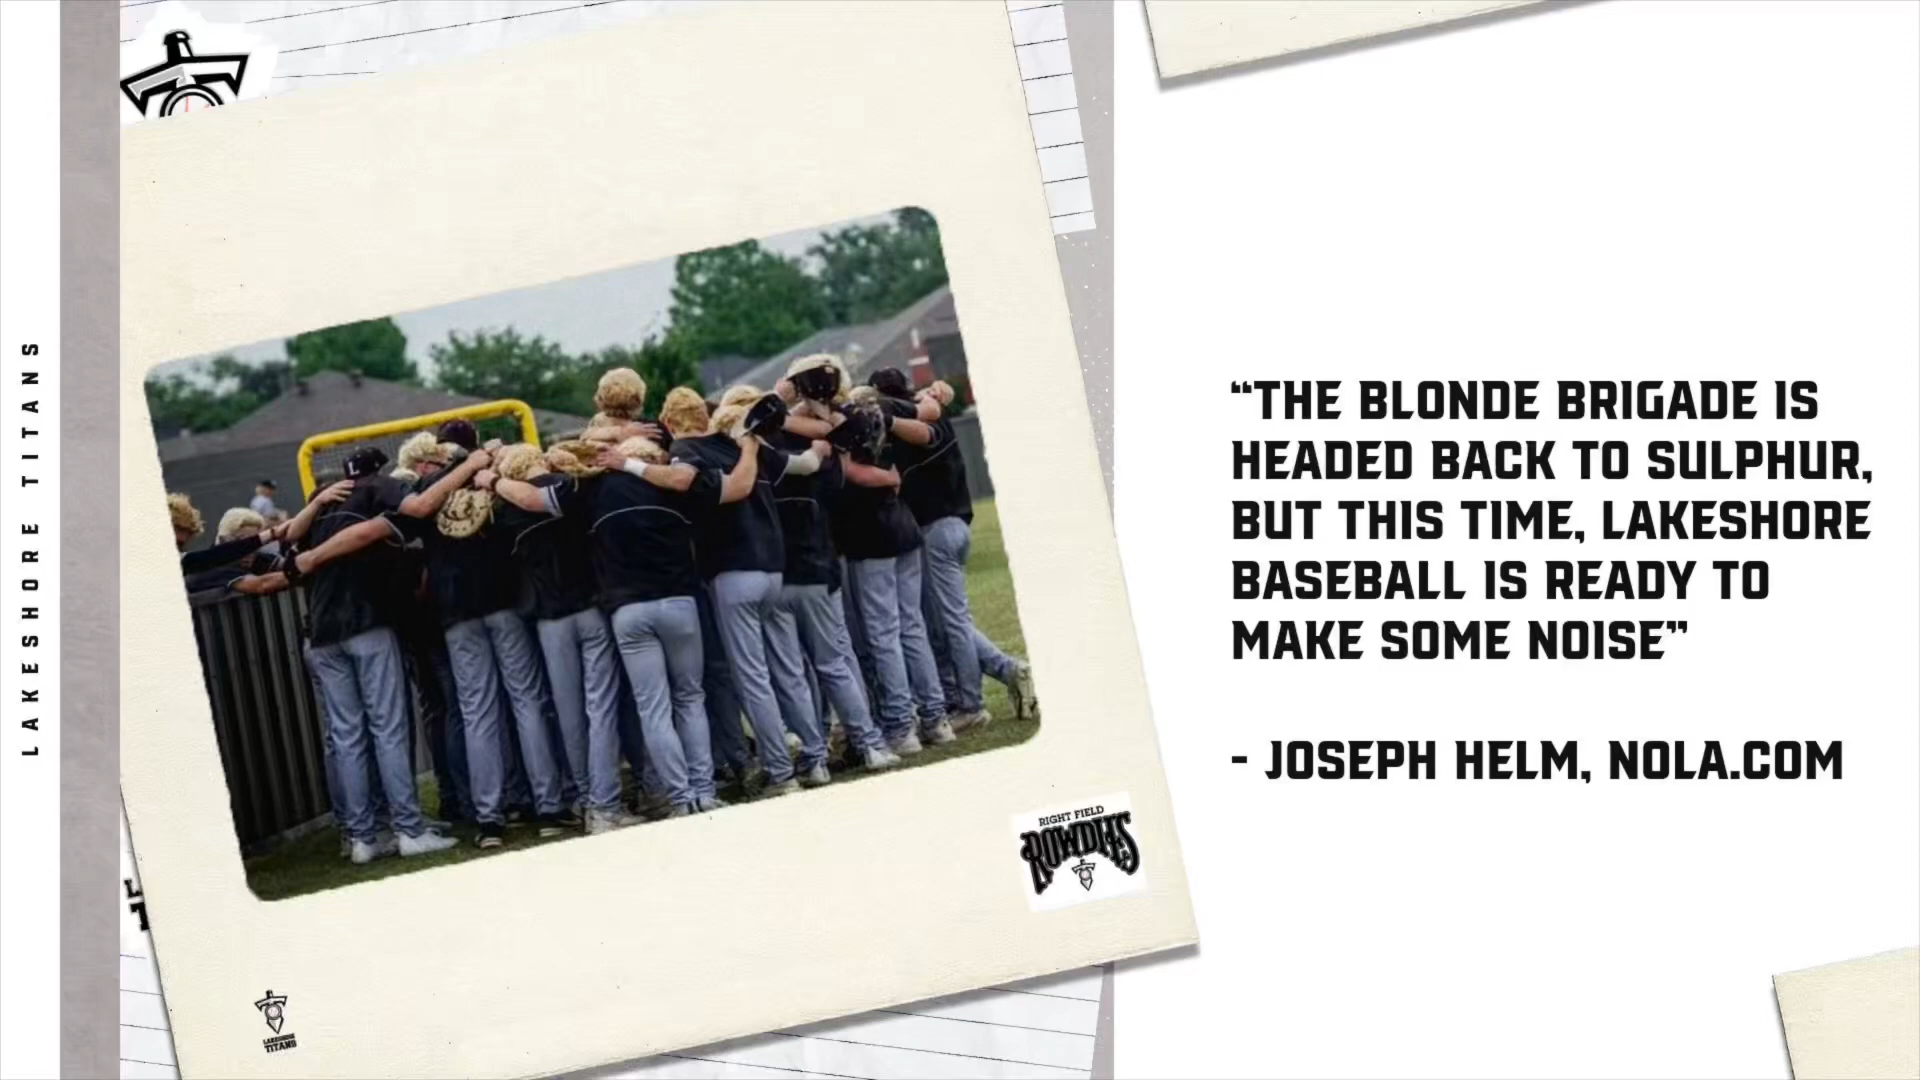 LAKESHORE TITANS
“THE BLONDE BRIGADE IS
HEADED BACK TO SULPHUR,
BUT THIS TIME, LAKESHORE
BASEBALL IS READY TO
MAKE SOME NOISE”
- JOSEPH HELM, NOLA.COM
L
RIGHT FIELD
ROWDIES
LAKESHORE
TITANS